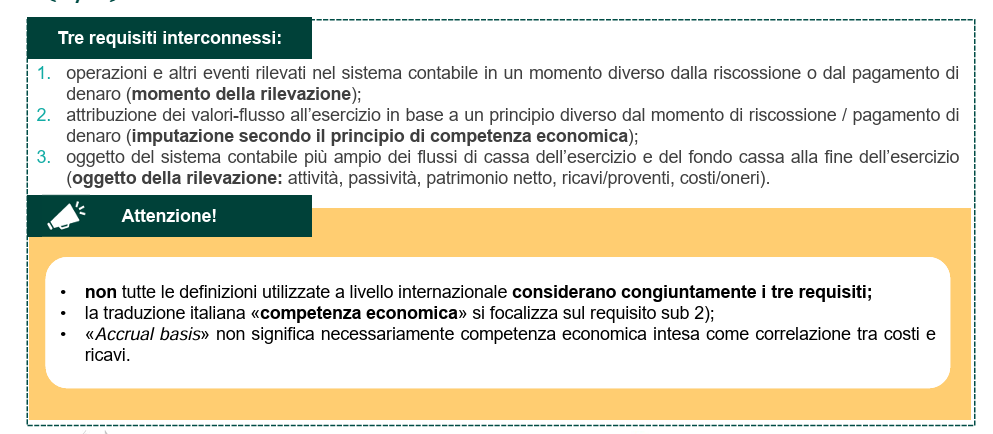 Tre requisiti interconnessi:
1. operazioni e altri eventi rilevati nel sistema contabile in un momento diverso dalla riscossione o dal pagamento di
denaro (momento della rilevazione);
2. attribuzione dei valori-flusso all’esercizio in base a un principio diverso dal momento di riscossione / pagamento di
denaro (imputazione secondo il principio di competenza economica);
3. oggetto del sistema contabile più ampio dei flussi di cassa dell’esercizio e del fondo cassa alla fine dell’esercizio
(oggetto della rilevazione: attività, passività, patrimonio netto, ricavi/proventi, costi/oneri).
Attenzione!
• non tutte le definizioni utilizzate a livello internazionale considerano congiuntamente i tre requisiti;
• la traduzione italiana «competenza economica» si focalizza sul requisito sub 2);
• «Accrual basis» non significa necessariamente competenza economica intesa come correlazione tra costi e
ricavi.